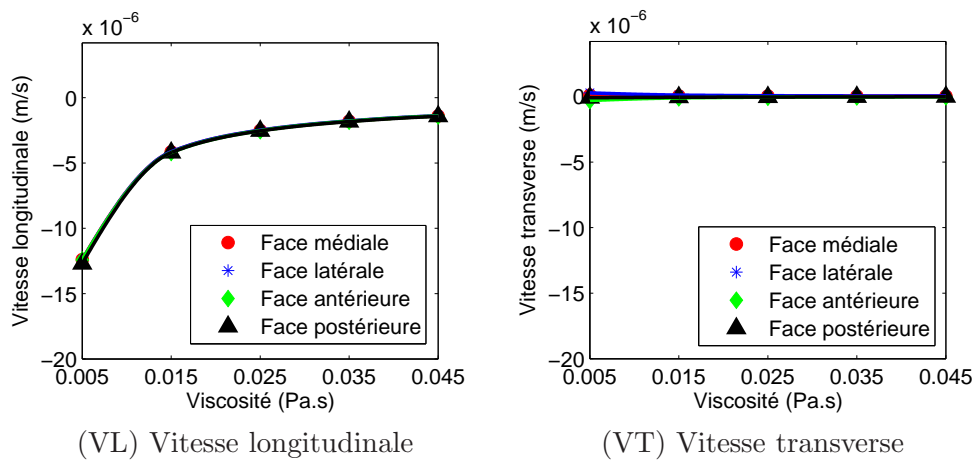 x 10⁻⁶
0
−5
−10
−15
−20
0.005 0.015 0.025 0.035 0.045
Vitesse longitudinale (m/s)
Viscosité (Pa.s)
Face médiale
Face latérale
Face antérieure
Face postérieure
(VL) Vitesse longitudinale
x 10⁻⁶
0
−5
−10
−15
−20
0.005 0.015 0.025 0.035 0.045
Vitesse transverse (m/s)
Viscosité (Pa.s)
Face médiale
Face latérale
Face antérieure
Face postérieure
(VT) Vitesse transverse